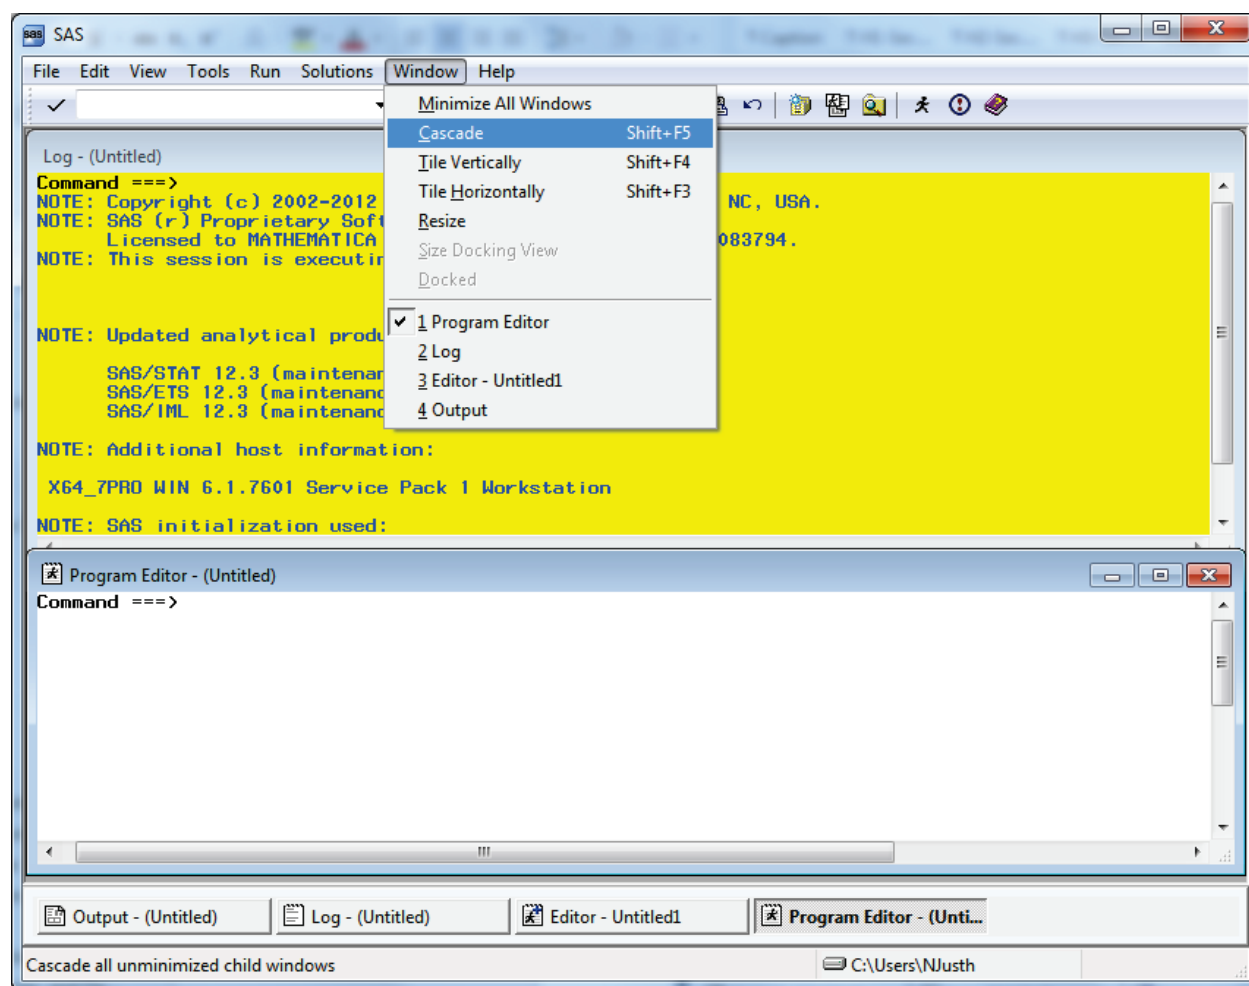 SAS
File Edit View Tools Run Solutions Window Help
Minimize All Windows
Cascade Shift+F5
Tile Vertically Shift+F4
Tile Horizontally Shift+F3
Resize
Size Docking View
Docked
1 Program Editor
2 Log
3 Editor - Untitled1
4 Output
Log - (Untitled)
Command ===>
NOTE: Copyright (c) 2002-2012 NC, USA.
NOTE: SAS (r) Proprietary Soft
Licensed to MATHEMATICA 083794.
NOTE: This session is executin
NOTE: Updated analytical produ
SAS/STAT 12.3 (maintenan
SAS/ETS 12.3 (maintenanc
SAS/IML 12.3 (maintenanc
NOTE: Additional host information:
X64_7PRO WIN 6.1.7601 Service Pack 1 Workstation
NOTE: SAS initialization used:
Program Editor - (Untitled)
Command ===>
Output - (Untitled) Log - (Untitled) Editor - Untitled1 Program Editor - (Unti...
Cascade all unminimized child windows C:\Users\NJusth